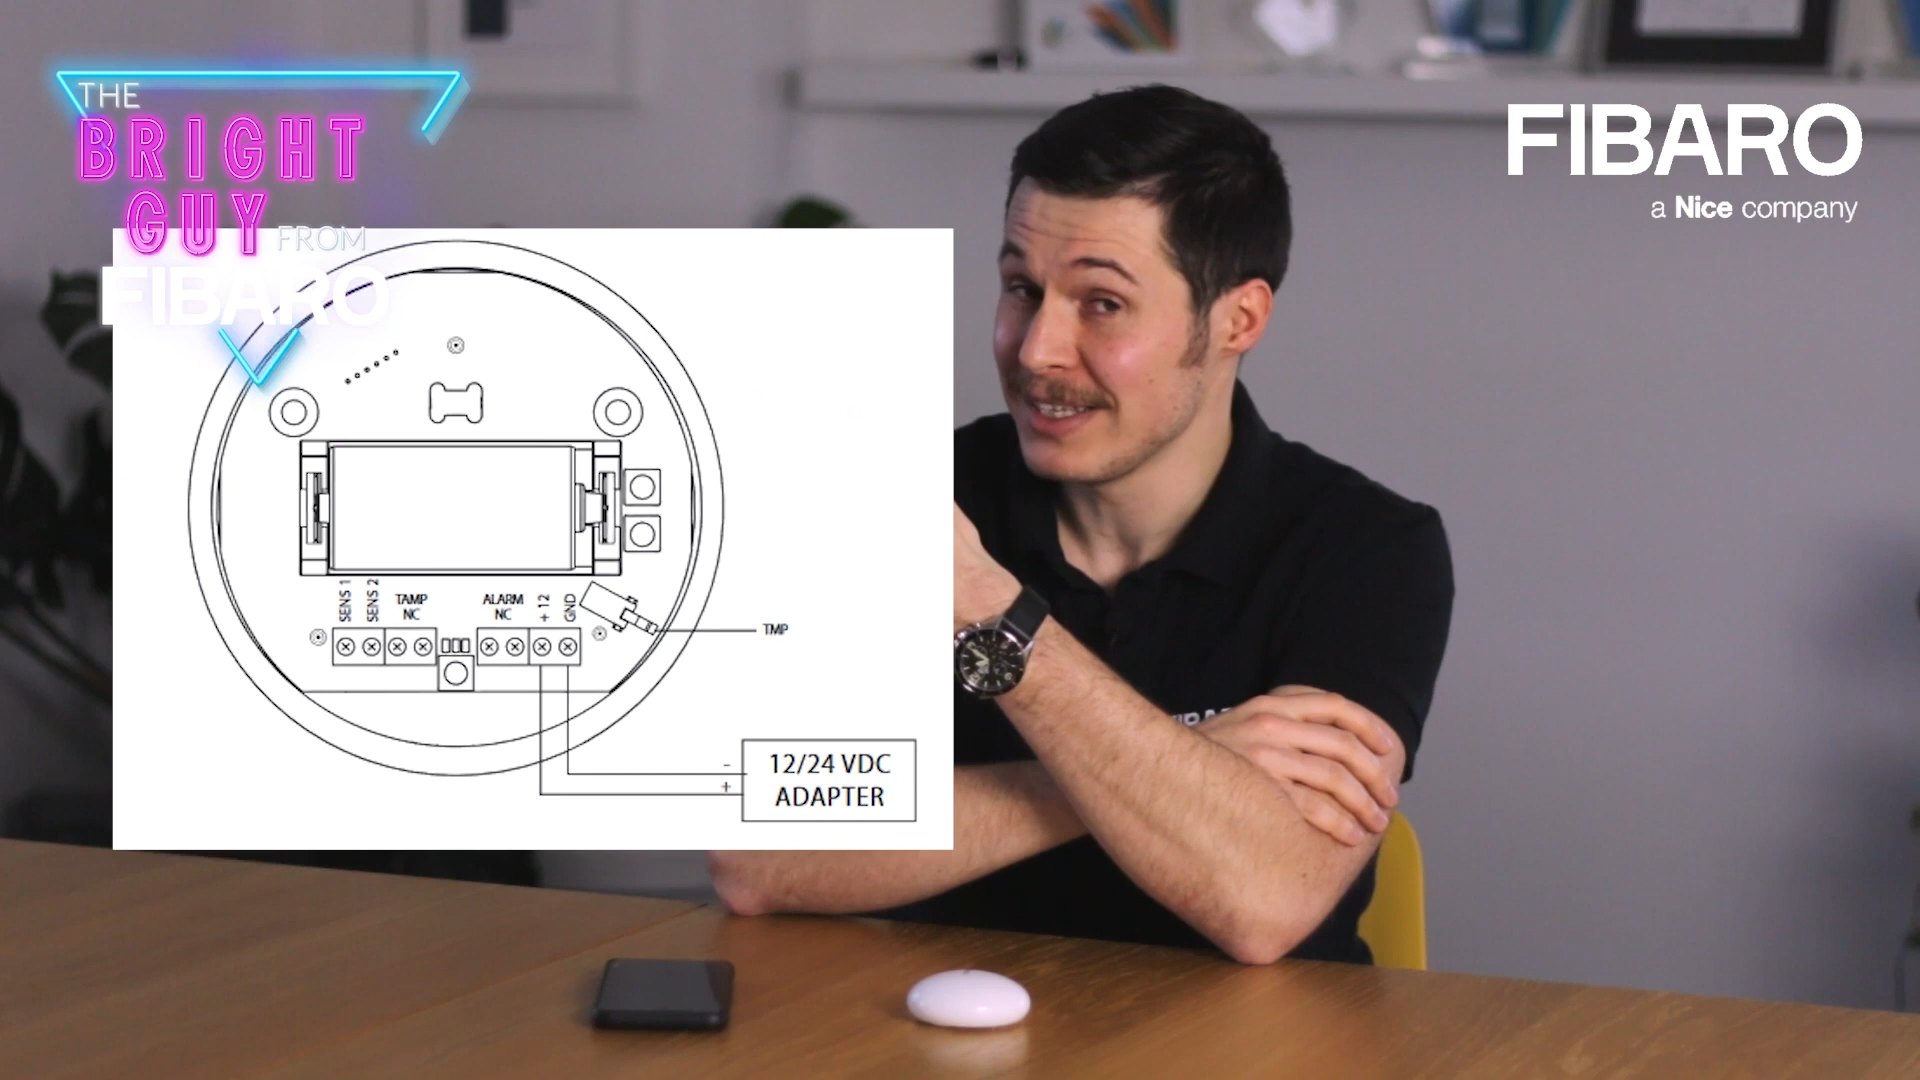 THE
BRIGHT
GUY
FROM
FIBARO
FIBARO
a Nice company
SENS 1
SENS 2
TAMP
NC
ALARM
NC
+ 12
GND
TMP
-
+
12/24 VDC
ADAPTER